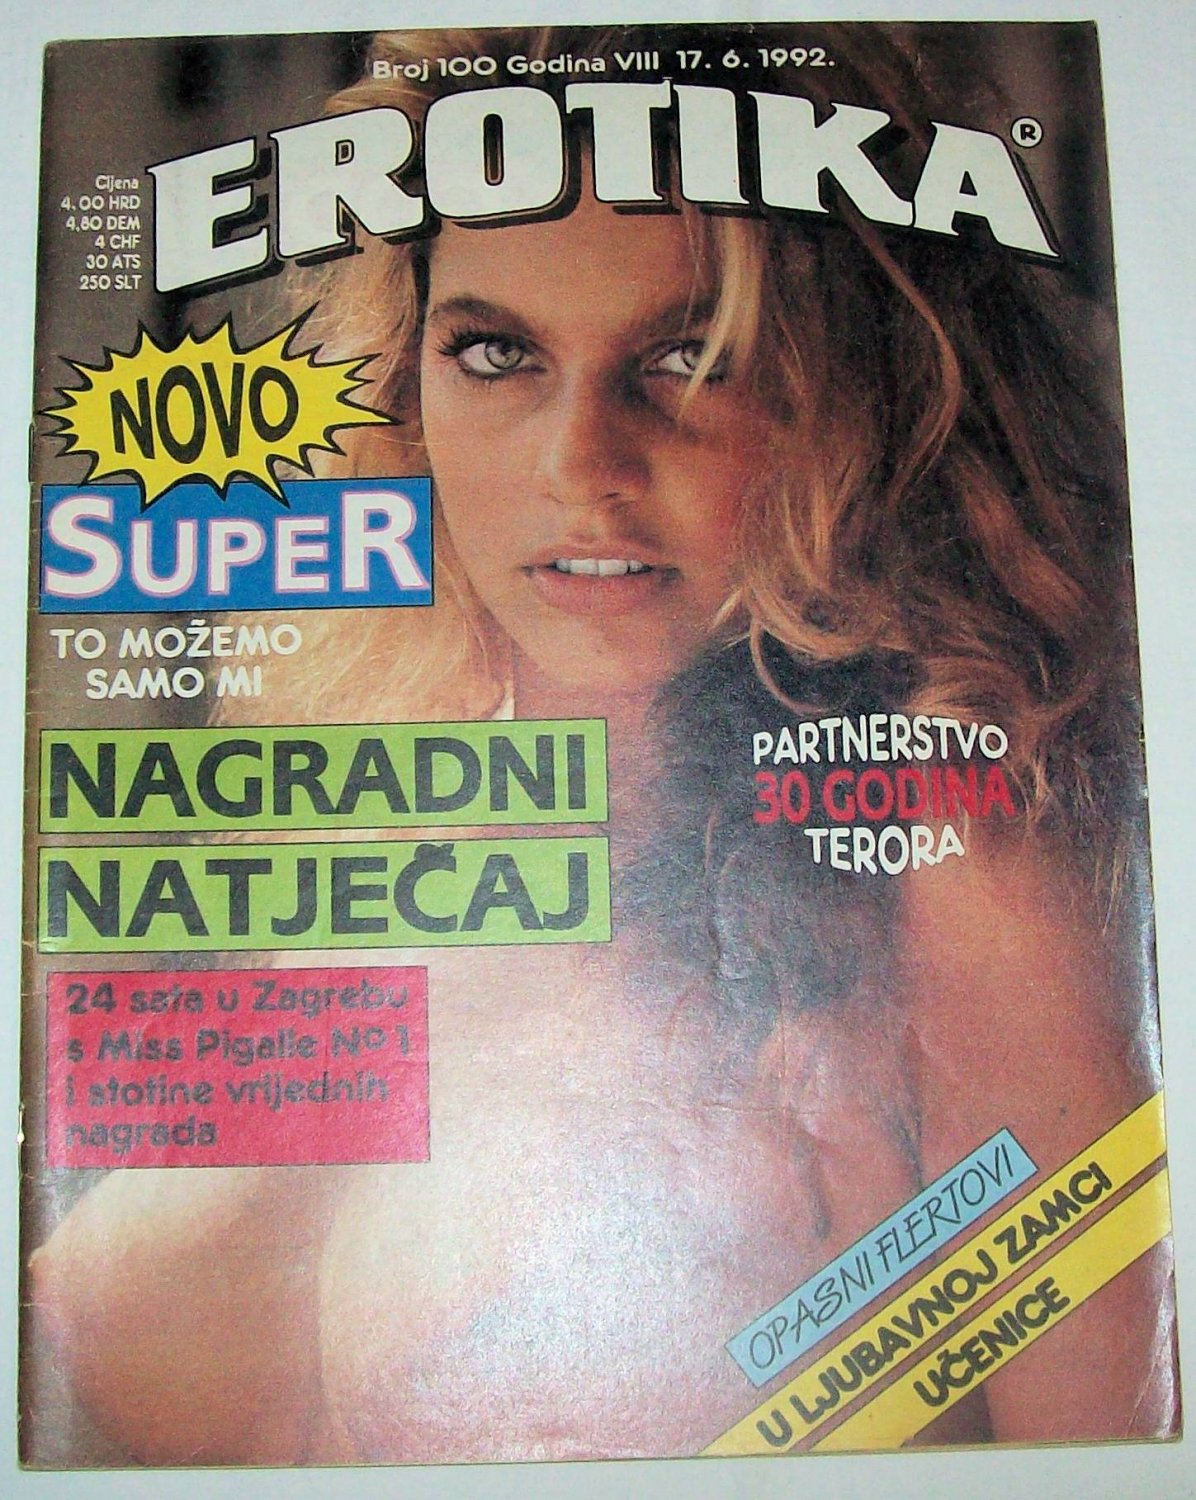 Broj 100 Godina VIII 17. 6. 1992.
EROTIKA®
Cijena
4,00 HRD
4,80 DEM
4 CHF
30 ATS
250 SLT
NOVO
SUPER
TO MOŽEMO
SAMO MI
NAGRADNI
NATJEČAJ
24 sata u Zagrebu
s Miss Pigalle Nº 1
i stotine vrijednih
nagrada
PARTNERSTVO
30 GODINA
TERORA
OPASNI FLERTOVI
U LJUBAVNOJ ZAMCI
UČENICE